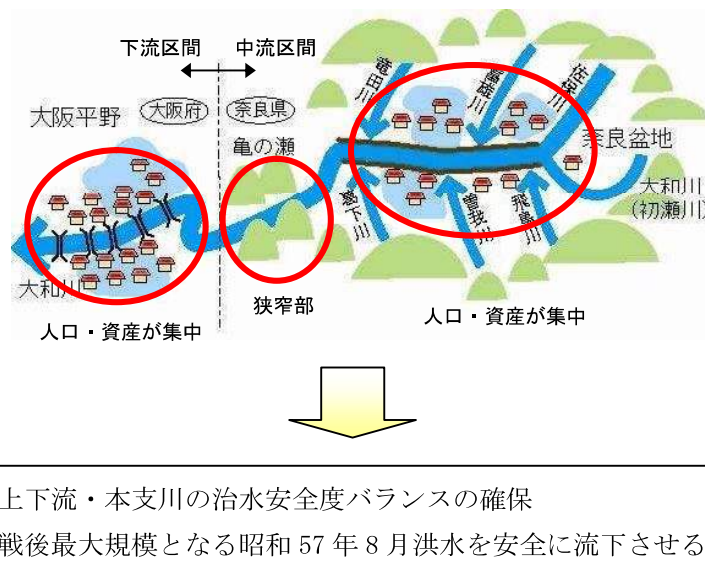 下流区間 中流区間
大阪平野 大阪府 奈良県
亀の瀬
竜田川
富雄川
佐保川
奈良盆地
大和川
(初瀬川)
葛下川
曽我川
飛鳥川
大和川
狭窄部
人口・資産が集中
人口・資産が集中
上下流・本支川の治水安全度バランスの確保
戦後最大規模となる昭和 57 年 8 月洪水を安全に流下させる